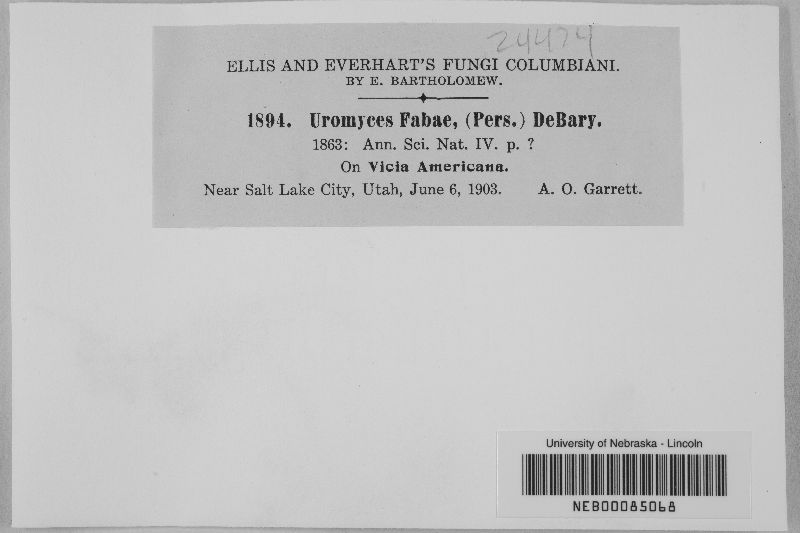 24474
ELLIS AND EVERHART'S FUNGI COLUMBIANI.
BY E. BARTHOLOMEW.
1894. Uromyces Fabae, (Pers.) DeBary.
1863: Ann. Sci. Nat. IV. p. ?
On Vicia Americana.
Near Salt Lake City, Utah, June 6, 1903. A. O. Garrett.
University of Nebraska - Lincoln
NEB00085068